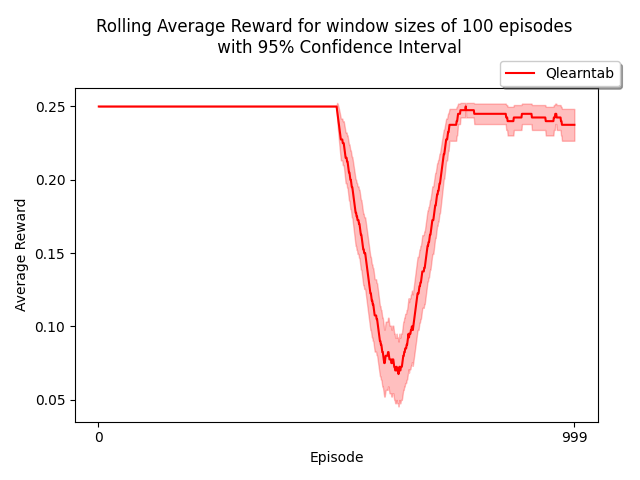 Rolling Average Reward for window sizes of 100 episodes
with 95% Confidence Interval
Qlearntab
0.25
0.20
0.15
0.10
0.05
Average Reward
0
999
Episode